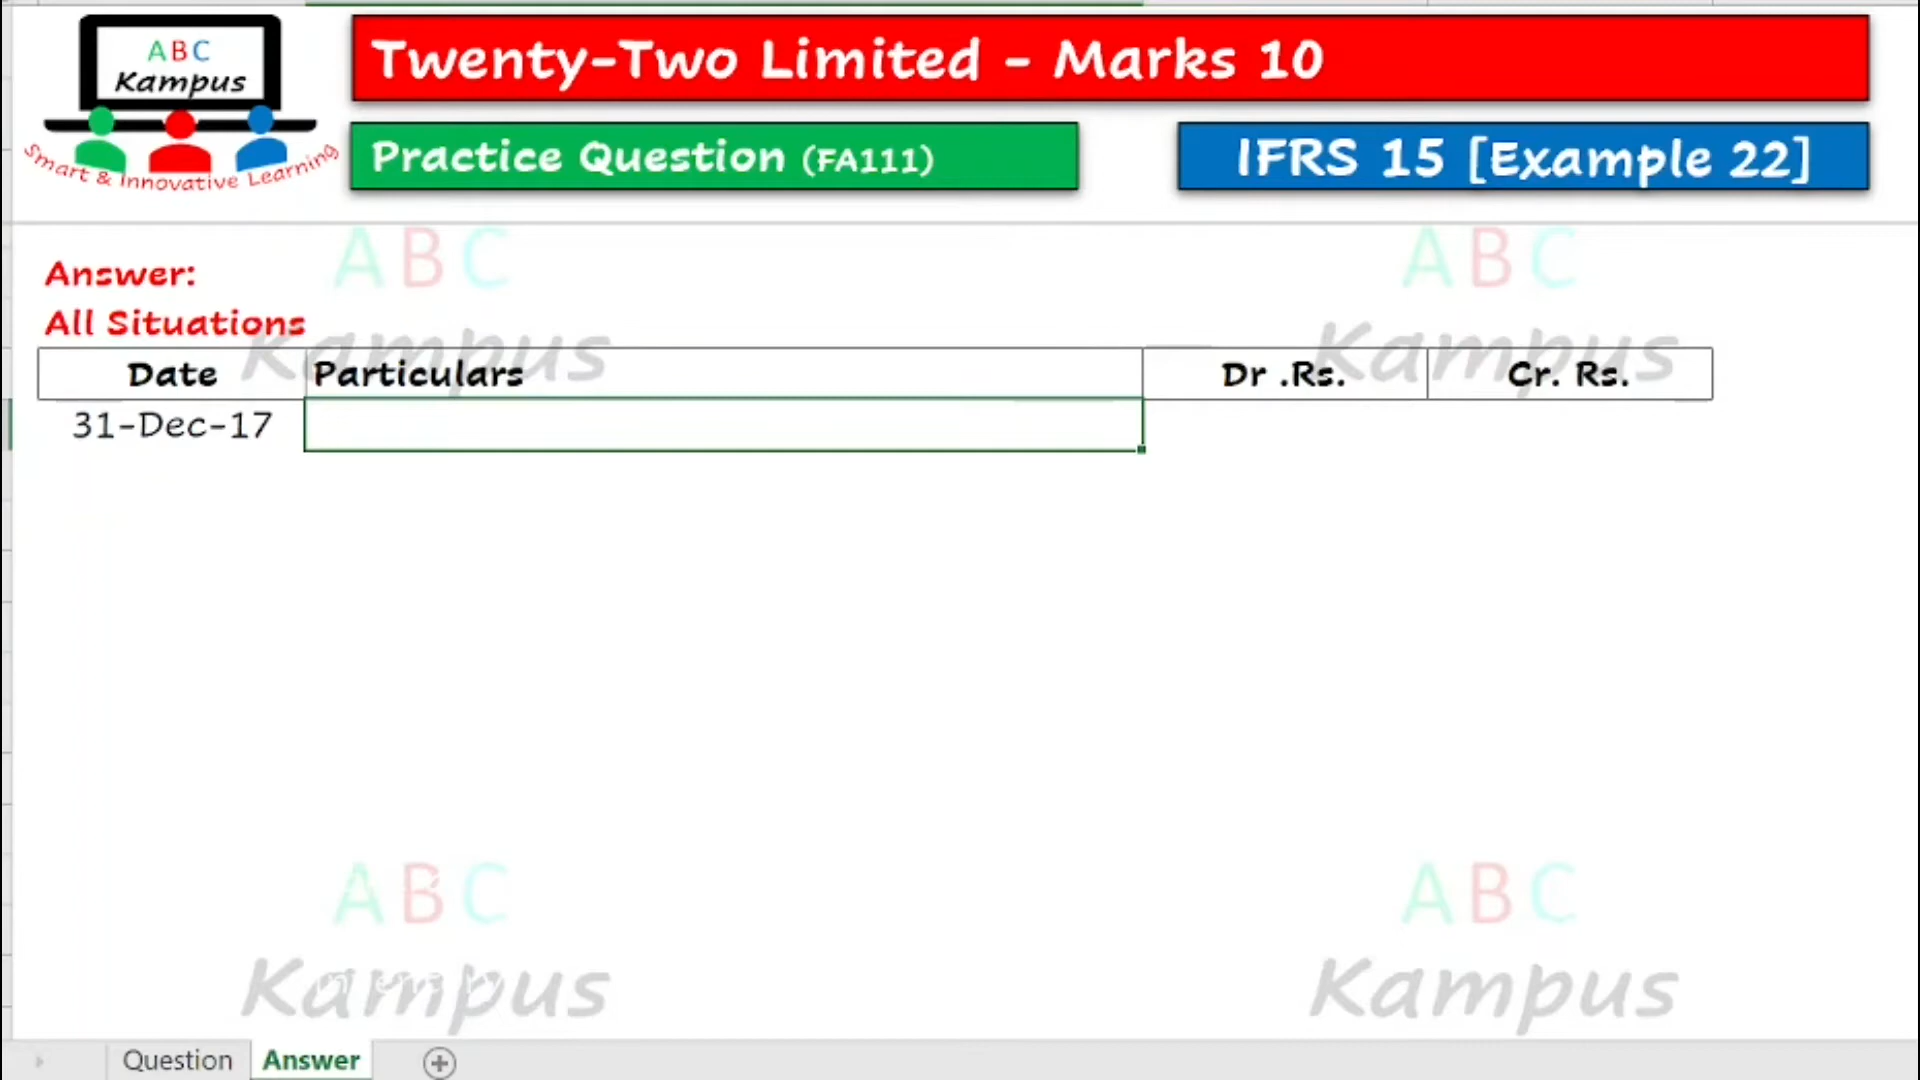 ABC
Kampus
Smart & Innovative Learning
Twenty-Two Limited - Marks 10
Practice Question (FA111)
IFRS 15 [Example 22]
ABC
Kampus
ABC
Kampus
Answer:
All Situations
Date Particulars Dr .Rs. Cr. Rs.
31-Dec-17
ABC
Kampus
ABC
Kampus
Question Answer